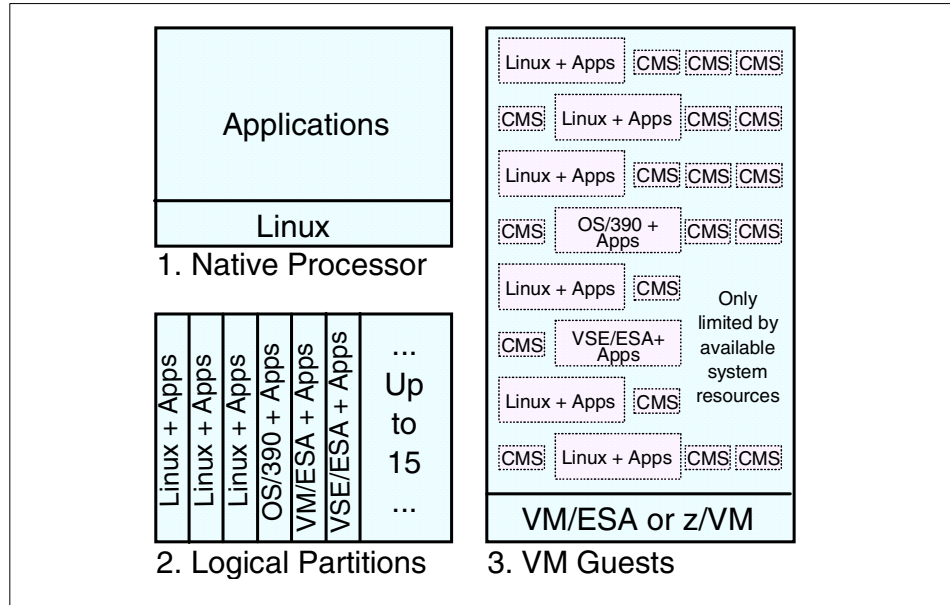 Applications
Linux
1. Native Processor
Linux + Apps
Linux + Apps
Linux + Apps
OS/390 + Apps
VM/ESA + Apps
VSE/ESA + Apps
...
Up
to
15
...
2. Logical Partitions
Linux + Apps CMS CMS CMS
CMS Linux + Apps CMS CMS
Linux + Apps CMS CMS CMS
CMS OS/390 + Apps CMS CMS
Linux + Apps CMS
CMS VSE/ESA+ Apps
Linux + Apps CMS
CMS Linux + Apps CMS CMS
Only
limited by
available
system
resources
VM/ESA or z/VM
3. VM Guests